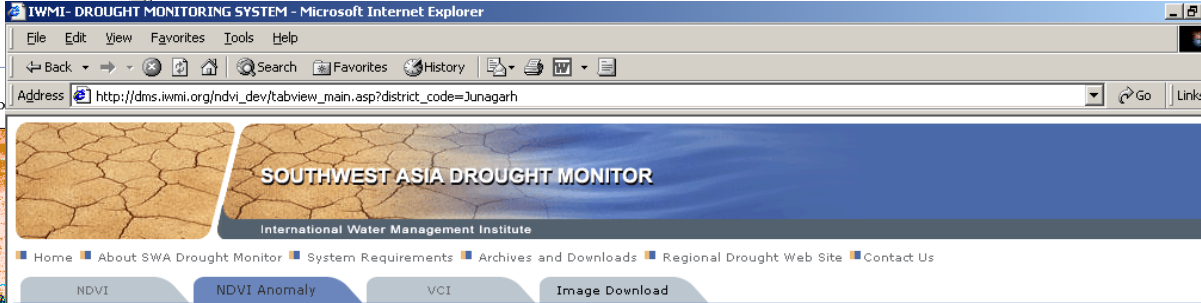 IWMI- DROUGHT MONITORING SYSTEM - Microsoft Internet Explorer
File Edit View Favorites Tools Help
Back Search Favorites History
Address http://dms.iwmi.org/ndvi_dev/tabview_main.asp?district_code=Junagarh Go Links
SOUTHWEST ASIA DROUGHT MONITOR
International Water Management Institute
Home About SWA Drought Monitor System Requirements Archives and Downloads Regional Drought Web Site Contact Us
NDVI NDVI Anomaly VCI Image Download